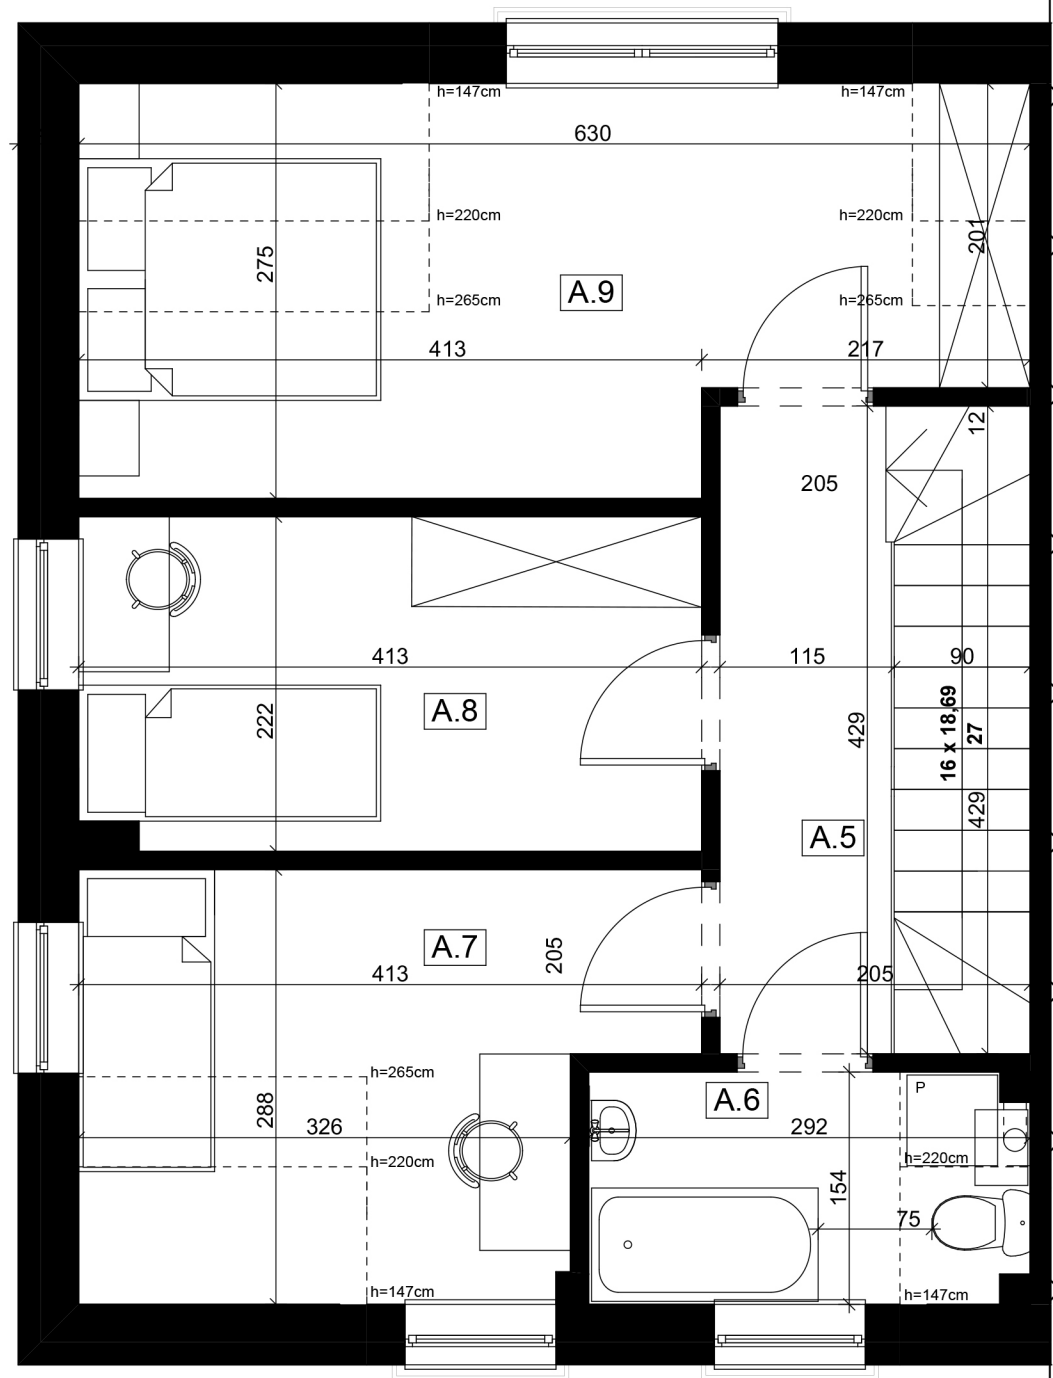 h=147cm
h=147cm
630
h=220cm
h=220cm
201
275
A.9
h=265cm
h=265cm
413
217
12
205
413
115
90
A.8
222
429
16 x 18,69
27
429
A.5
A.7
205
413
205
h=265cm
P
A.6
288
326
292
h=220cm
h=220cm
154
75
h=147cm
h=147cm